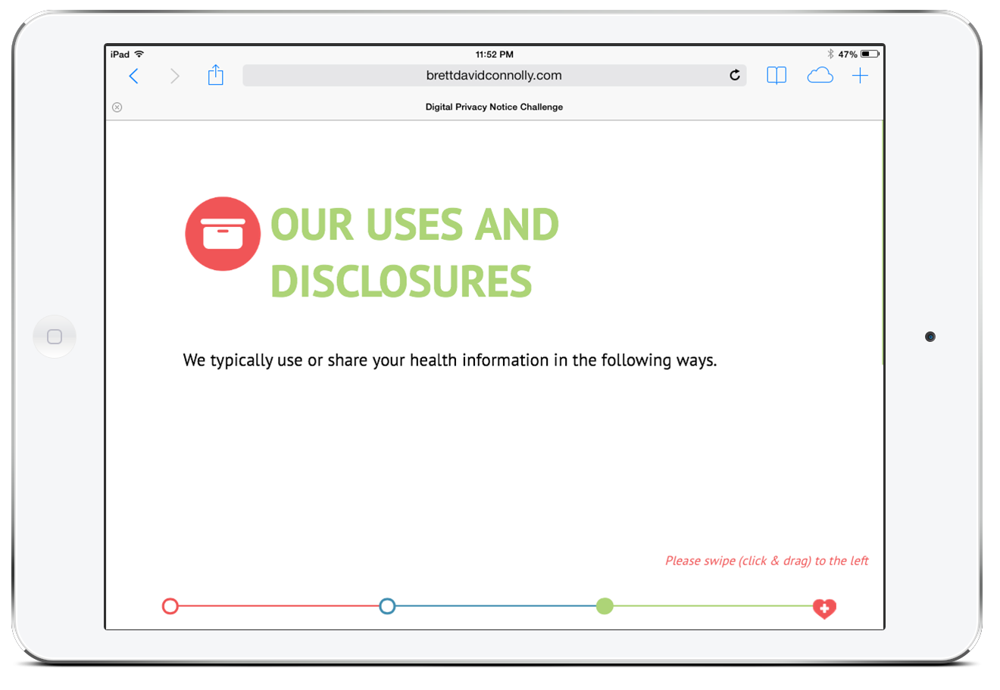 iPad 11:52 PM 47%
brettdavidconnolly.com
Digital Privacy Notice Challenge
OUR USES AND
DISCLOSURES
We typically use or share your health information in the following ways.
Please swipe (click & drag) to the left